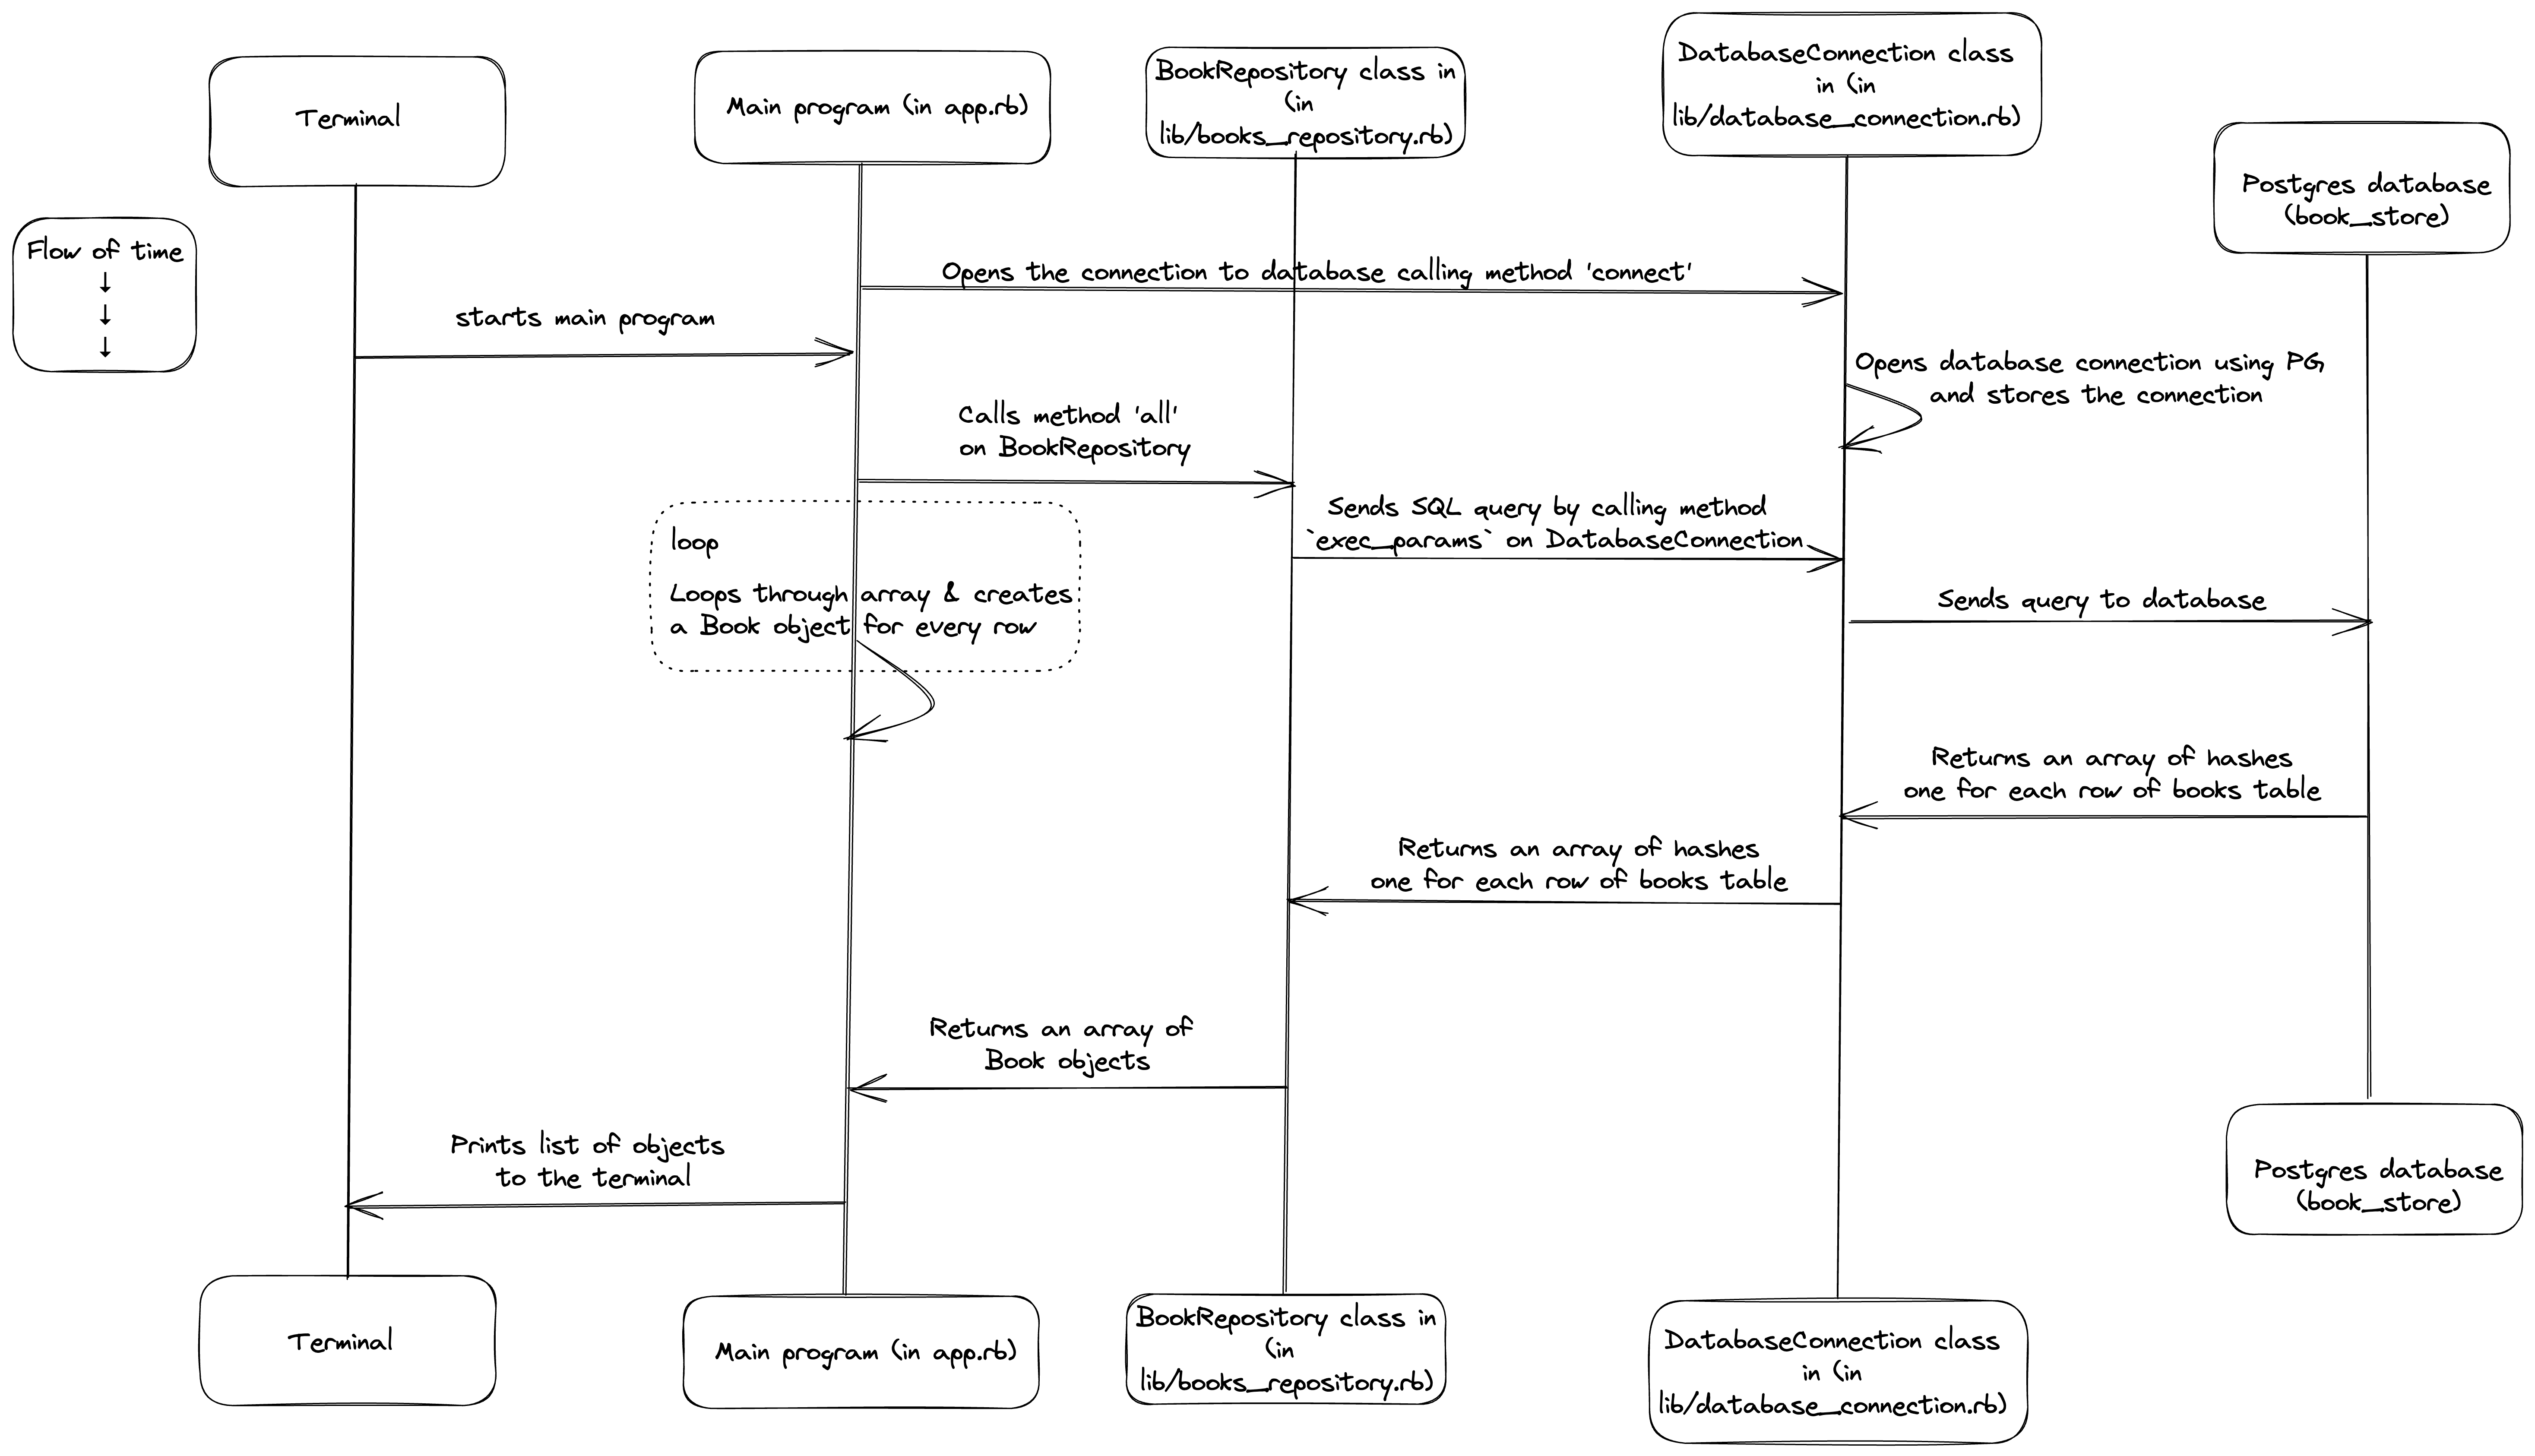 Terminal
Main program (in app.rb)
BookRepository class in
(in
lib/books_repository.rb)
DatabaseConnection class
in (in
lib/database_connection.rb)
Postgres database
(book_store)
Flow of time
↓
↓
↓
Opens the connection to database calling method 'connect'
starts main program
Opens database connection using PG
and stores the connection
Calls method 'all'
on BookRepository
Sends SQL query by calling method
`exec_params` on DatabaseConnection
loop
Loops through array & creates
a Book object for every row
Sends query to database
Returns an array of hashes
one for each row of books table
Returns an array of hashes
one for each row of books table
Returns an array of
Book objects
Prints list of objects
to the terminal
Postgres database
(book_store)
Terminal
Main program (in app.rb)
BookRepository class in
(in
lib/books_repository.rb)
DatabaseConnection class
in (in
lib/database_connection.rb)